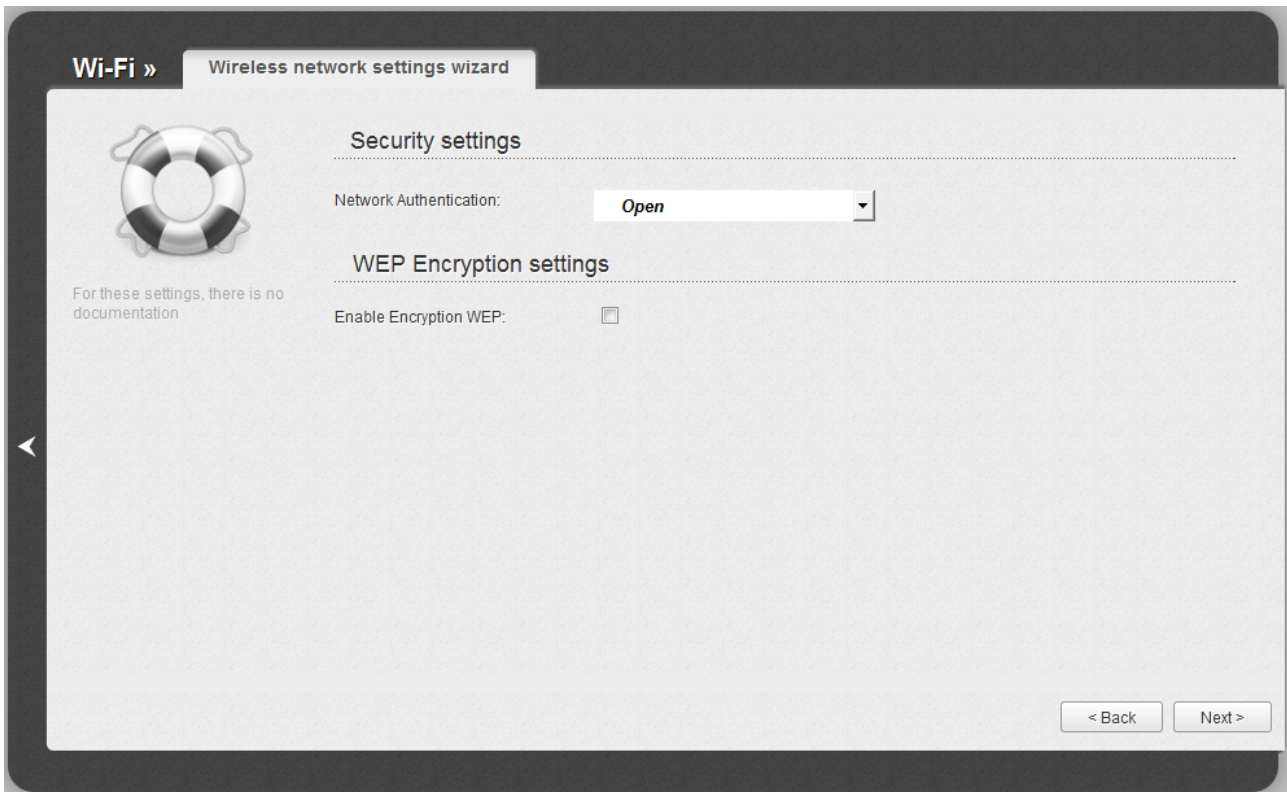 Wi-Fi »
Wireless network settings wizard
For these settings, there is no
documentation
Security settings
Network Authentication:
Open
WEP Encryption settings
Enable Encryption WEP:
< Back
Next >